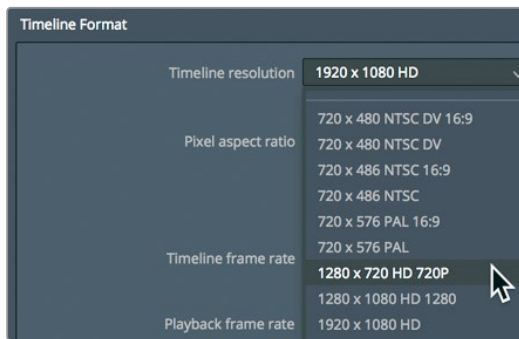 Timeline Format
Timeline resolution 1920 x 1080 HD
720 x 480 NTSC DV 16:9
Pixel aspect ratio 720 x 480 NTSC DV
720 x 486 NTSC 16:9
720 x 486 NTSC
720 x 576 PAL 16:9
Timeline frame rate 720 x 576 PAL
1280 x 720 HD 720P
1280 x 1080 HD 1280
Playback frame rate 1920 x 1080 HD